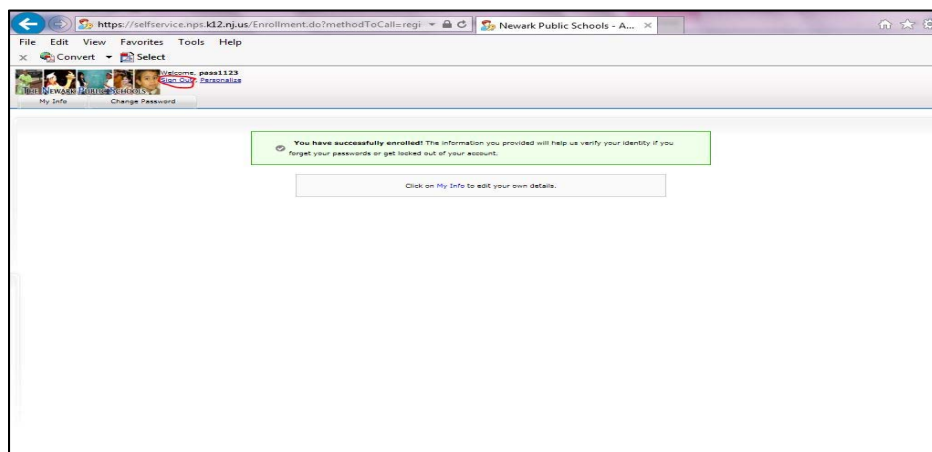 https://selfservice.nps.k12.nj.us/Enrollment.do?methodToCall=regi
Newark Public Schools - A...
File Edit View Favorites Tools Help
Convert Select
Welcome, pass1123
Sign Out Personalize
THE NEWARK PUBLIC SCHOOLS
My Info Change Password
You have successfully enrolled! The information you provided will help us verify your identity if you
forget your passwords or get locked out of your account.
Click on My Info to edit your own details.